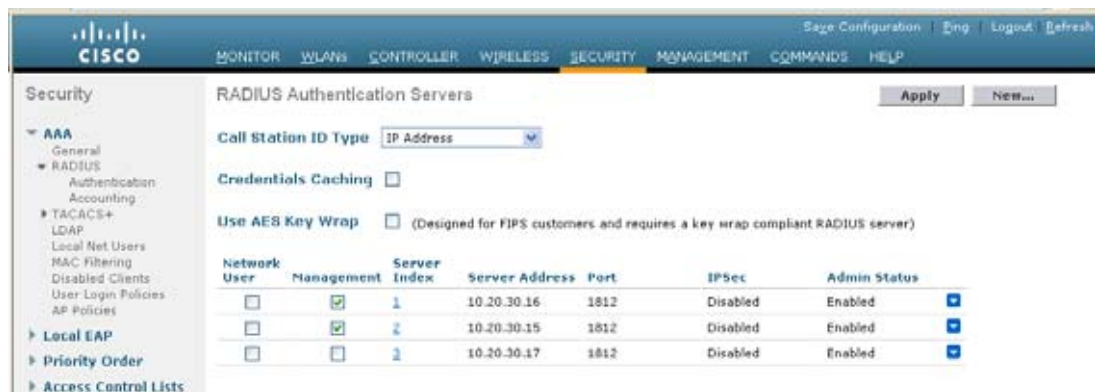 Save Configuration | Ping | Logout | Refresh
CISCO
MONITOR WLANs CONTROLLER WIRELESS SECURITY MANAGEMENT COMMANDS HELP
Security
AAA
General
RADIUS
Authentication
Accounting
TACACS+
LDAP
Local Net Users
MAC Filtering
Disabled Clients
User Login Policies
AP Policies
Local EAP
Priority Order
Access Control Lists
RADIUS Authentication Servers
Apply New...
Call Station ID Type IP Address
Credentials Caching
Use AES Key Wrap (Designed for FIPS customers and requires a key wrap compliant RADIUS server)
Network User Management Server Index Server Address Port IPSec Admin Status
1 10.20.30.16 1812 Disabled Enabled
2 10.20.30.15 1812 Disabled Enabled
3 10.20.30.17 1812 Disabled Enabled